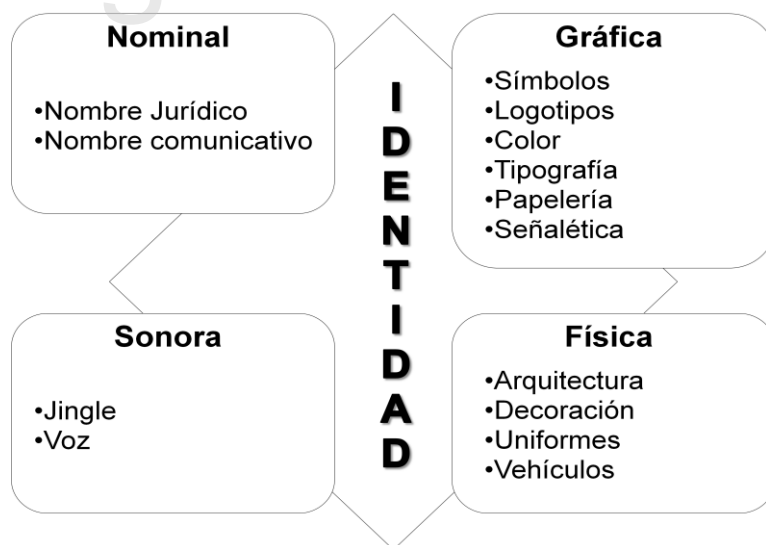 Nominal
•Nombre Jurídico
•Nombre comunicativo
Gráfica
•Símbolos
•Logotipos
•Color
•Tipografía
•Papelería
•Señalética
IDENTIDAD
Sonora
•Jingle
•Voz
Física
•Arquitectura
•Decoración
•Uniformes
•Vehículos